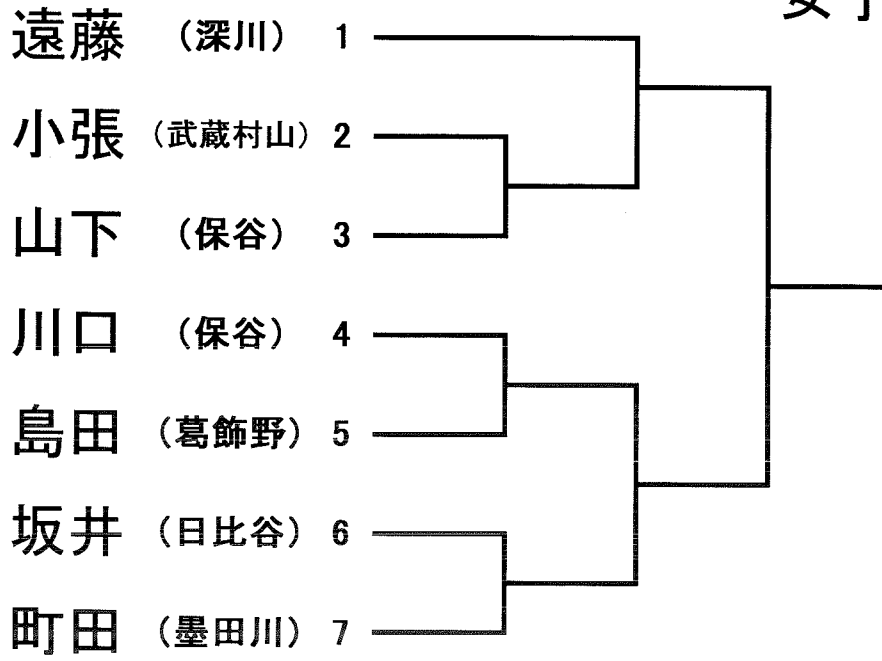 女子
遠藤 （深川） 1
小張 （武蔵村山） 2
山下 （保谷） 3
川口 （保谷） 4
島田 （葛飾野） 5
坂井 （日比谷） 6
町田 （墨田川） 7